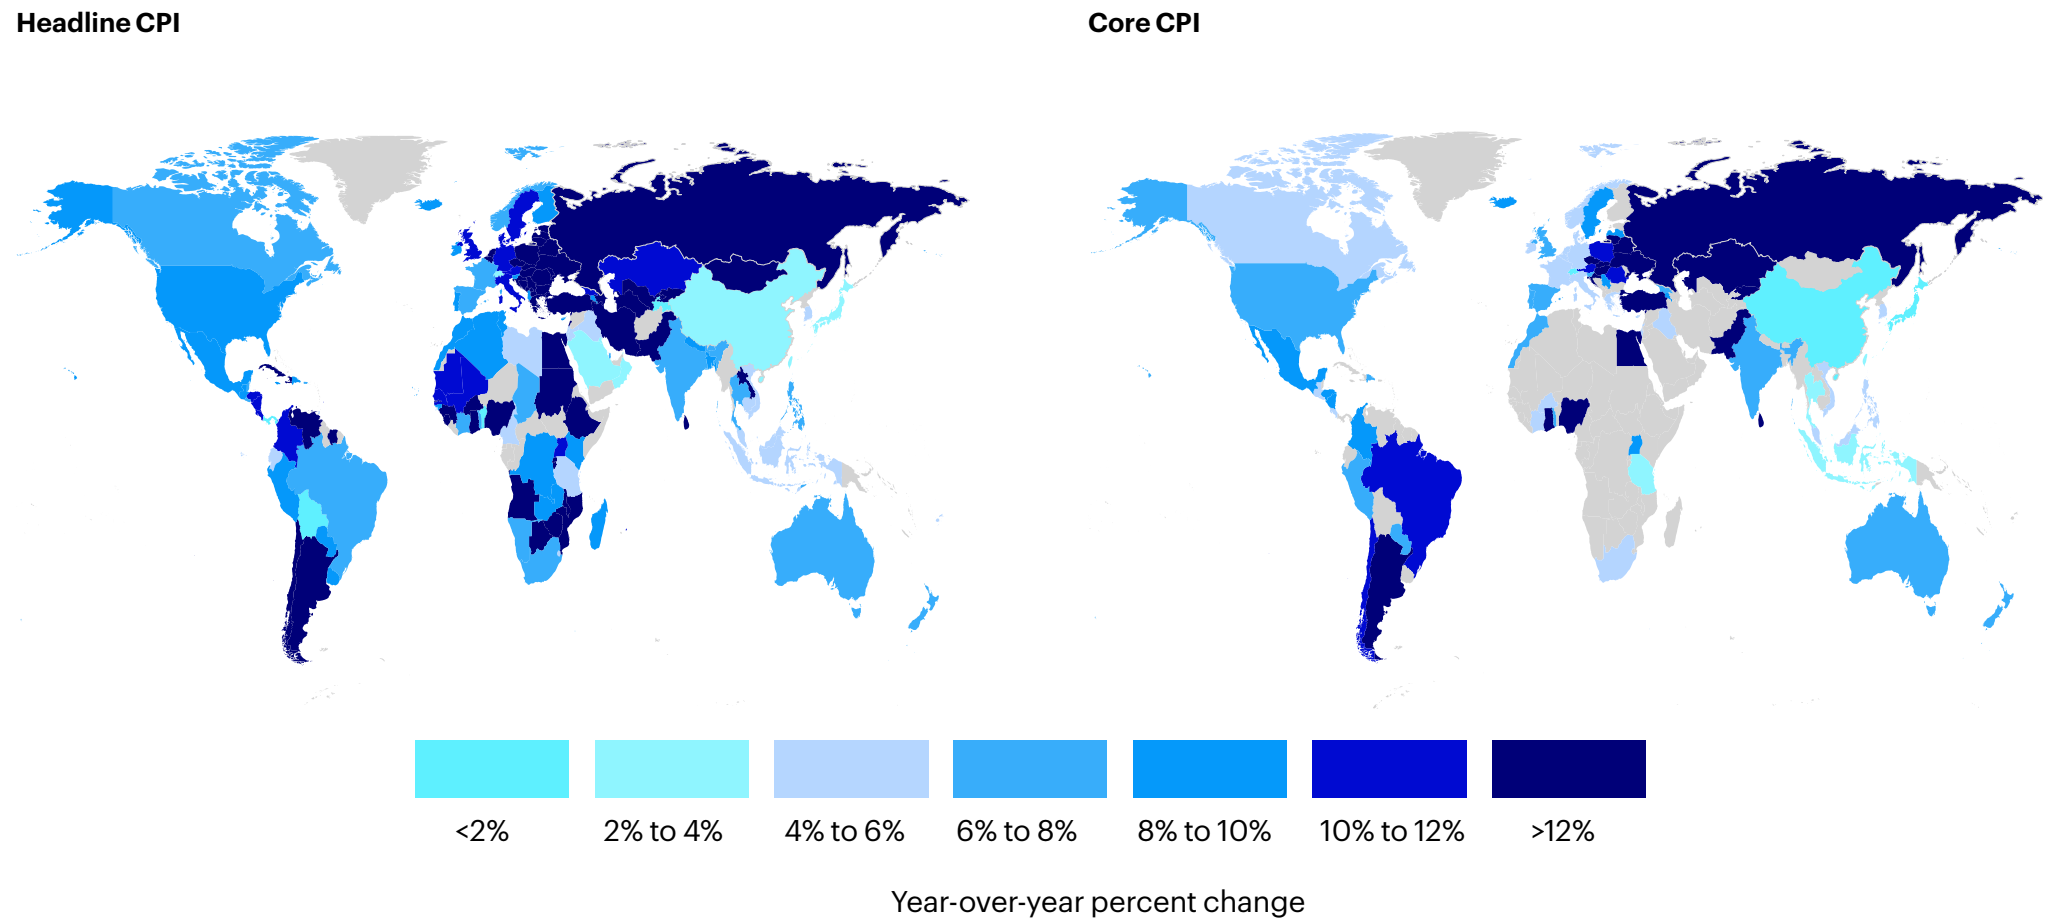 Headline CPI
Core CPI
<2%
2% to 4%
4% to 6%
6% to 8%
8% to 10%
10% to 12%
>12%
Year-over-year percent change